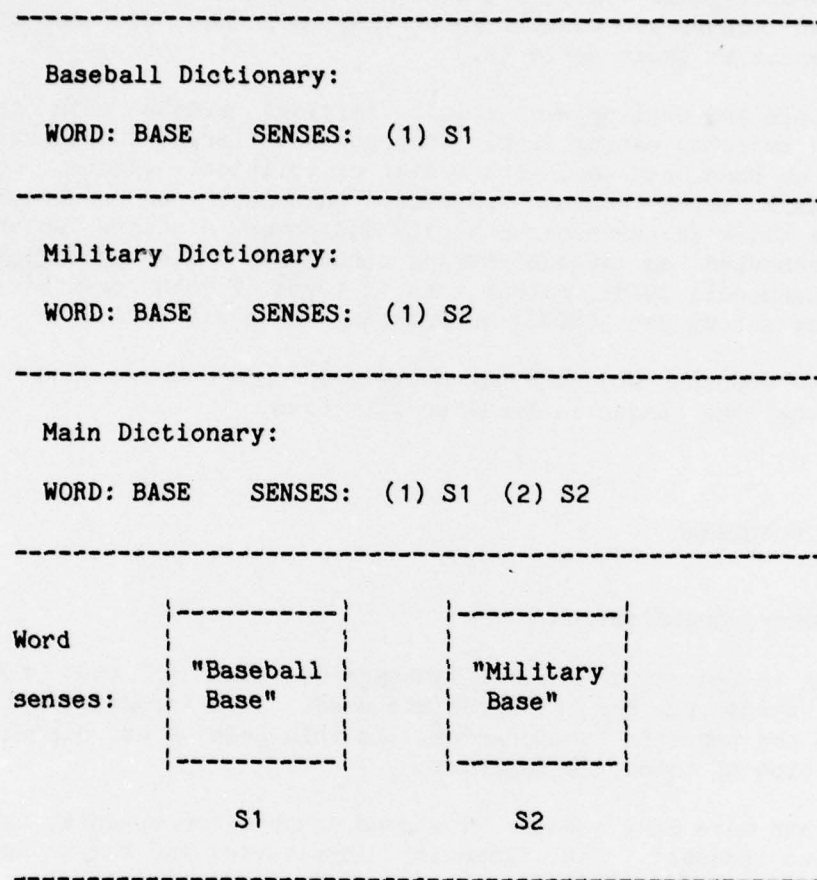 Baseball Dictionary:
WORD: BASE SENSES: (1) S1
Military Dictionary:
WORD: BASE SENSES: (1) S2
Main Dictionary:
WORD: BASE SENSES: (1) S1 (2) S2
Word
senses:
"Baseball
Base"
"Military
Base"
S1 S2